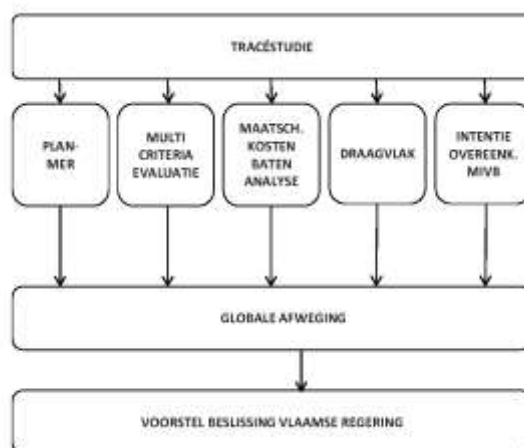 TRACÉSTUDIE
PLAN-
MER
MULTI
CRITERIA
EVALUATIE
MAATSCH.
KOSTEN
BATEN
ANALYSE
DRAAGVLAK
INTENTIE
OVEREENK.
MIVB
GLOBALE AFWEGING
VOORSTEL BESLISSING VLAAMSE REGERING